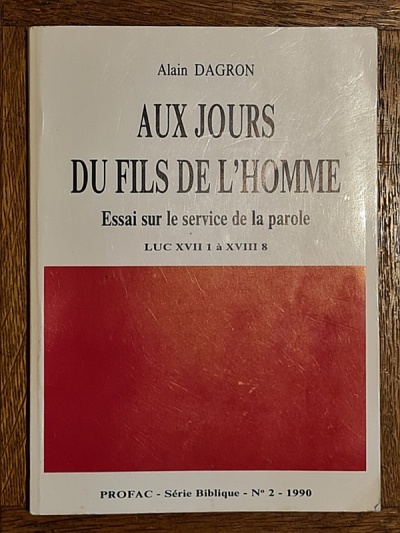 Alain DAGRON
AUX JOURS
DU FILS DE L'HOMME
Essai sur le service de la parole
LUC XVII 1 à XVIII 8
PROFAC - Série Biblique - N° 2 - 1990